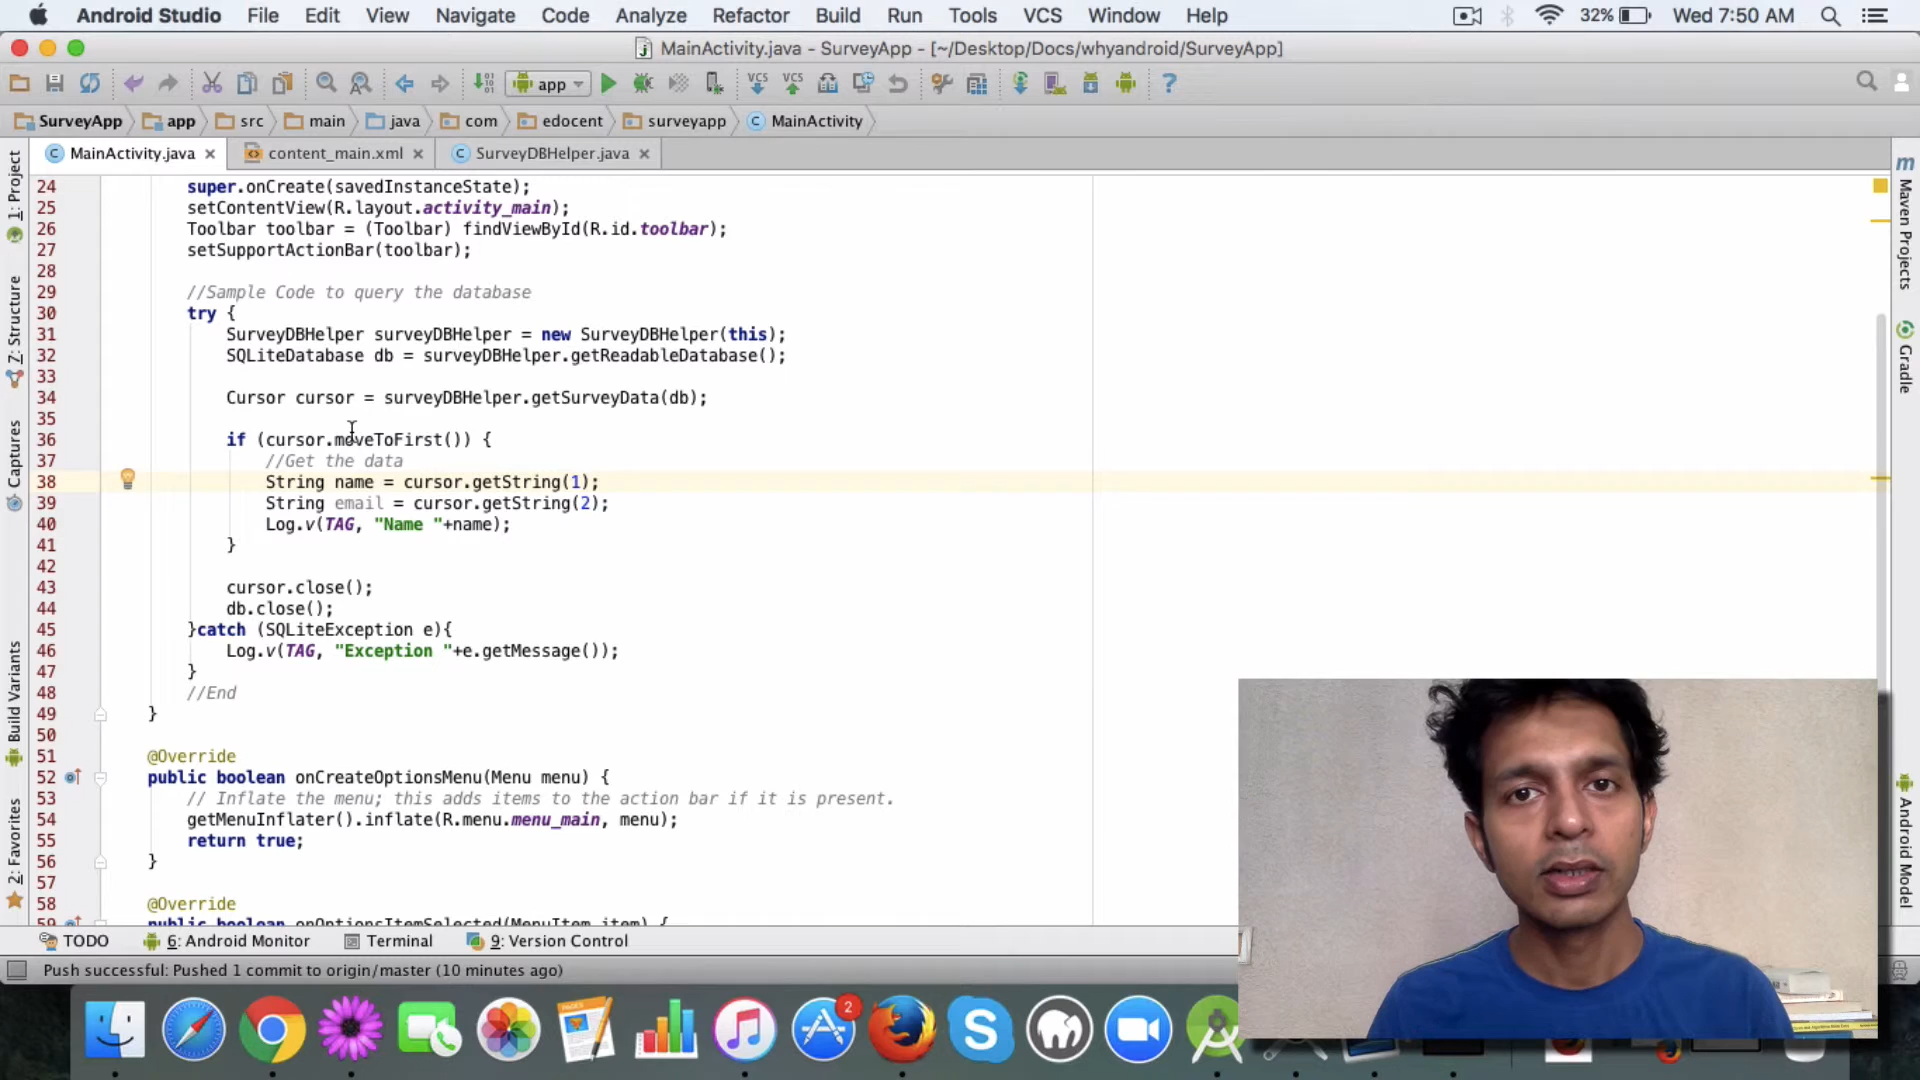 Android Studio File Edit View Navigate Code Analyze Refactor Build Run Tools VCS Window Help 32% Wed 7:50 AM
MainActivity.java - SurveyApp - [~/Desktop/Docs/whyandroid/SurveyApp]
app VCS VCS ?
SurveyApp app src main java com edocent surveyapp MainActivity
MainActivity.java content_main.xml SurveyDBHelper.java
1: Project
Z: Structure
Captures
Build Variants
2: Favorites
24 super.onCreate(savedInstanceState);
25 setContentView(R.layout.activity_main);
26 Toolbar toolbar = (Toolbar) findViewById(R.id.toolbar);
27 setSupportActionBar(toolbar);
28
29 //Sample Code to query the database
30 try {
31 SurveyDBHelper surveyDBHelper = new SurveyDBHelper(this);
32 SQLiteDatabase db = surveyDBHelper.getReadableDatabase();
33
34 Cursor cursor = surveyDBHelper.getSurveyData(db);
35
36 if (cursor.moveToFirst()) {
37 //Get the data
38 String name = cursor.getString(1);
39 String email = cursor.getString(2);
40 Log.v(TAG, "Name "+name);
41 }
42
43 cursor.close();
44 db.close();
45 }catch (SQLiteException e){
46 Log.v(TAG, "Exception "+e.getMessage());
47 }
48 //End
49 }
50
51 @Override
52 public boolean onCreateOptionsMenu(Menu menu) {
53 // Inflate the menu; this adds items to the action bar if it is present.
54 getMenuInflater().inflate(R.menu.menu_main, menu);
55 return true;
56 }
57
58 @Override
59 public boolean onOptionsItemSelected(MenuItem item) {
m Maven Projects
Gradle
Android Model
TODO 6: Android Monitor Terminal 9: Version Control
Push successful: Pushed 1 commit to origin/master (10 minutes ago)
PAGES
2